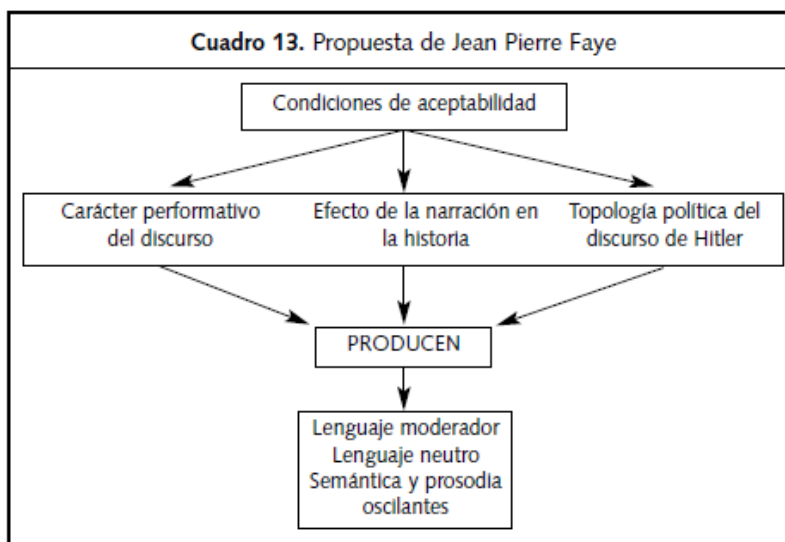 Cuadro 13. Propuesta de Jean Pierre Faye
Condiciones de aceptabilidad
Carácter performativo
del discurso
Efecto de la narración en
la historia
Topología política del
discurso de Hitler
PRODUCEN
Lenguaje moderador
Lenguaje neutro
Semántica y prosodia
oscilantes